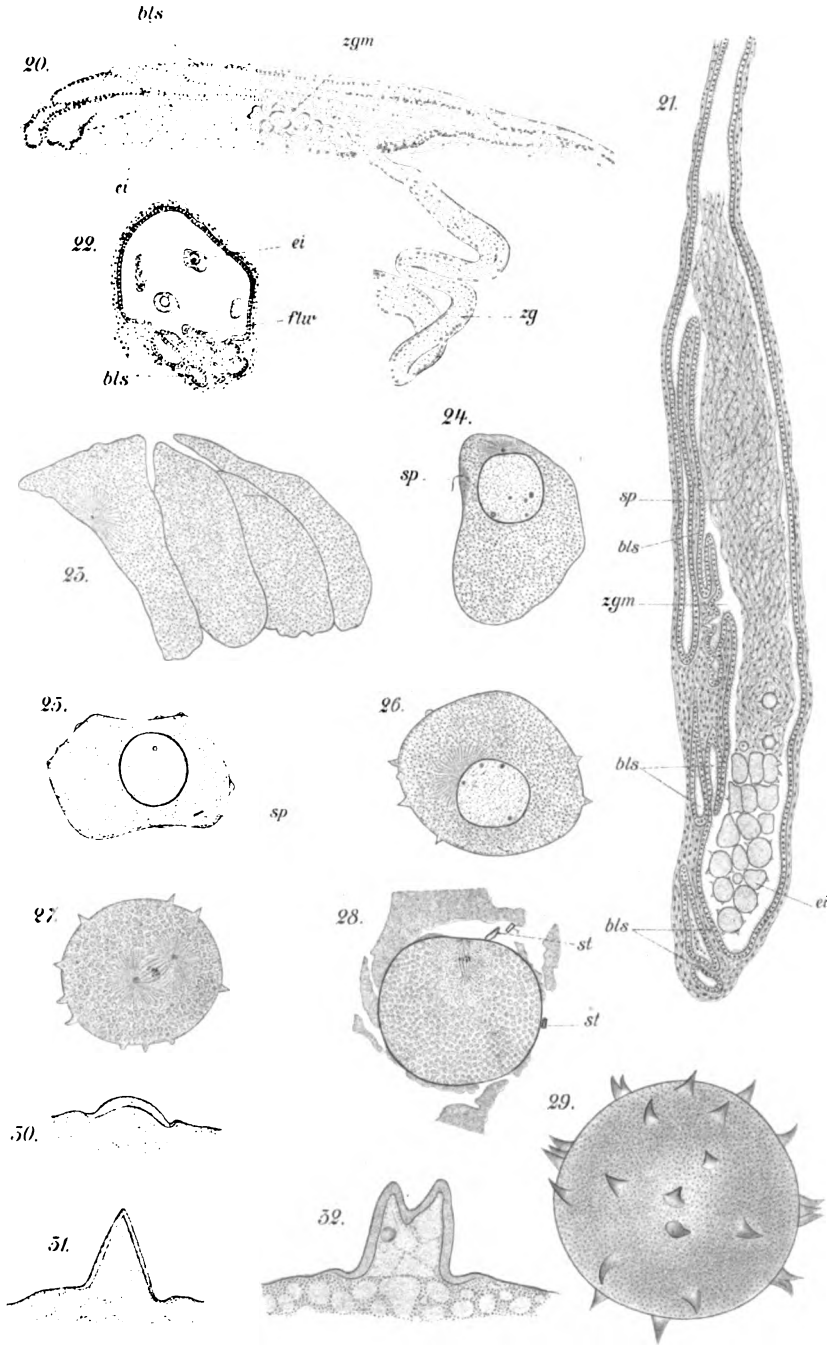 bls
zgm
20.
21.
ei
22.
ei
flw
zg
bls
24.
sp
sp
bls
23.
zgm
25.
26.
bls
sp
27.
28.
ei
st
bls
st
29.
30.
32.
31.